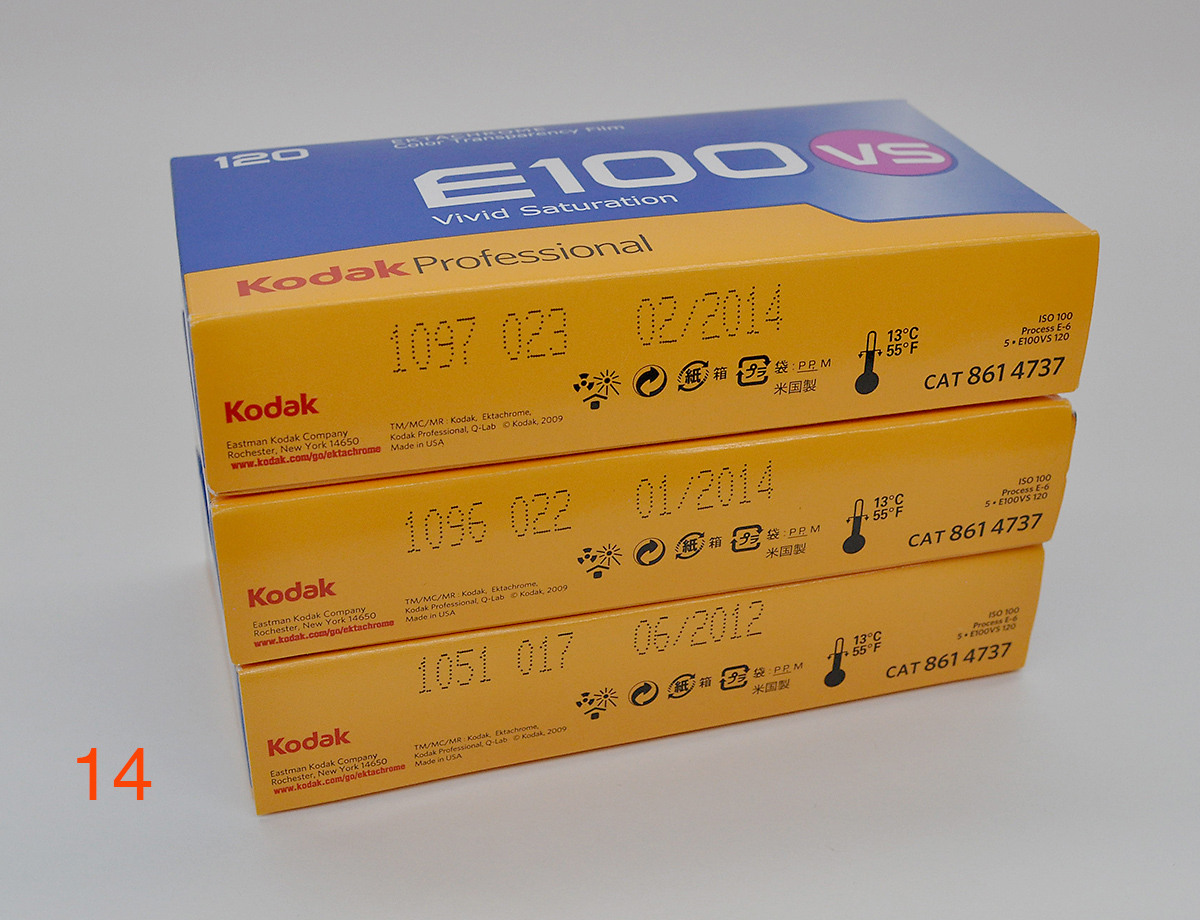 120
EKTACHROME
Color Transparency Film
E100 VS
Vivid Saturation
Kodak Professional
1097 023
02/2014
13°C
55°F
ISO 100
Process E-6
5 • E100VS 120
CAT 861 4737
紙 箱
プラ 袋 : P P, M
米国製
Kodak
Eastman Kodak Company
Rochester, New York 14650
www.kodak.com/go/ektachrome
TM/MC/MR : Kodak, Ektachrome,
Kodak Professional, Q-Lab © Kodak, 2009
Made in USA
1096 022
01/2014
13°C
55°F
ISO 100
Process E-6
5 • E100VS 120
CAT 861 4737
紙 箱
プラ 袋 : P P, M
米国製
Kodak
Eastman Kodak Company
Rochester, New York 14650
www.kodak.com/go/ektachrome
TM/MC/MR : Kodak, Ektachrome,
Kodak Professional, Q-Lab © Kodak, 2009
Made in USA
1051 017
06/2012
13°C
55°F
ISO 100
Process E-6
5 • E100VS 120
CAT 861 4737
紙 箱
プラ 袋 : P P, M
米国製
Kodak
Eastman Kodak Company
Rochester, New York 14650
www.kodak.com/go/ektachrome
TM/MC/MR : Kodak, Ektachrome,
Kodak Professional, Q-Lab © Kodak, 2009
Made in USA
14